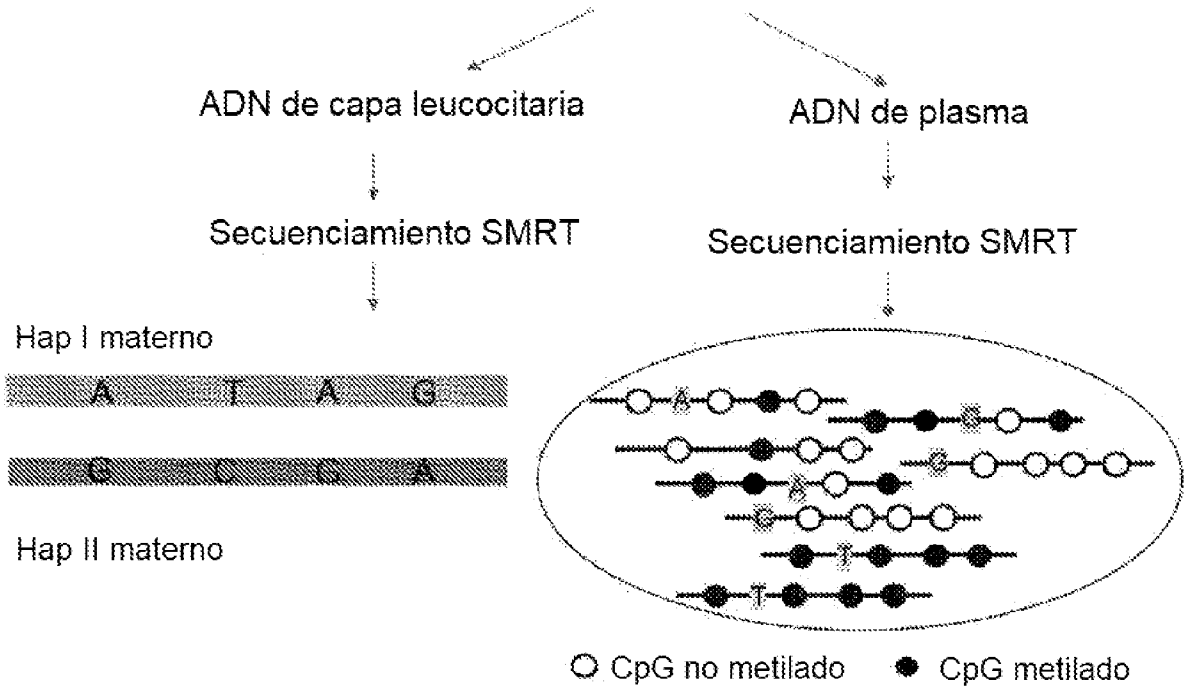 ADN de capa leucocitaria
ADN de plasma
Secuenciamiento SMRT
Secuenciamiento SMRT
Hap I materno
A T A G
G C G A
Hap II materno
A
G
A
G
T
T
CpG no metilado
CpG metilado